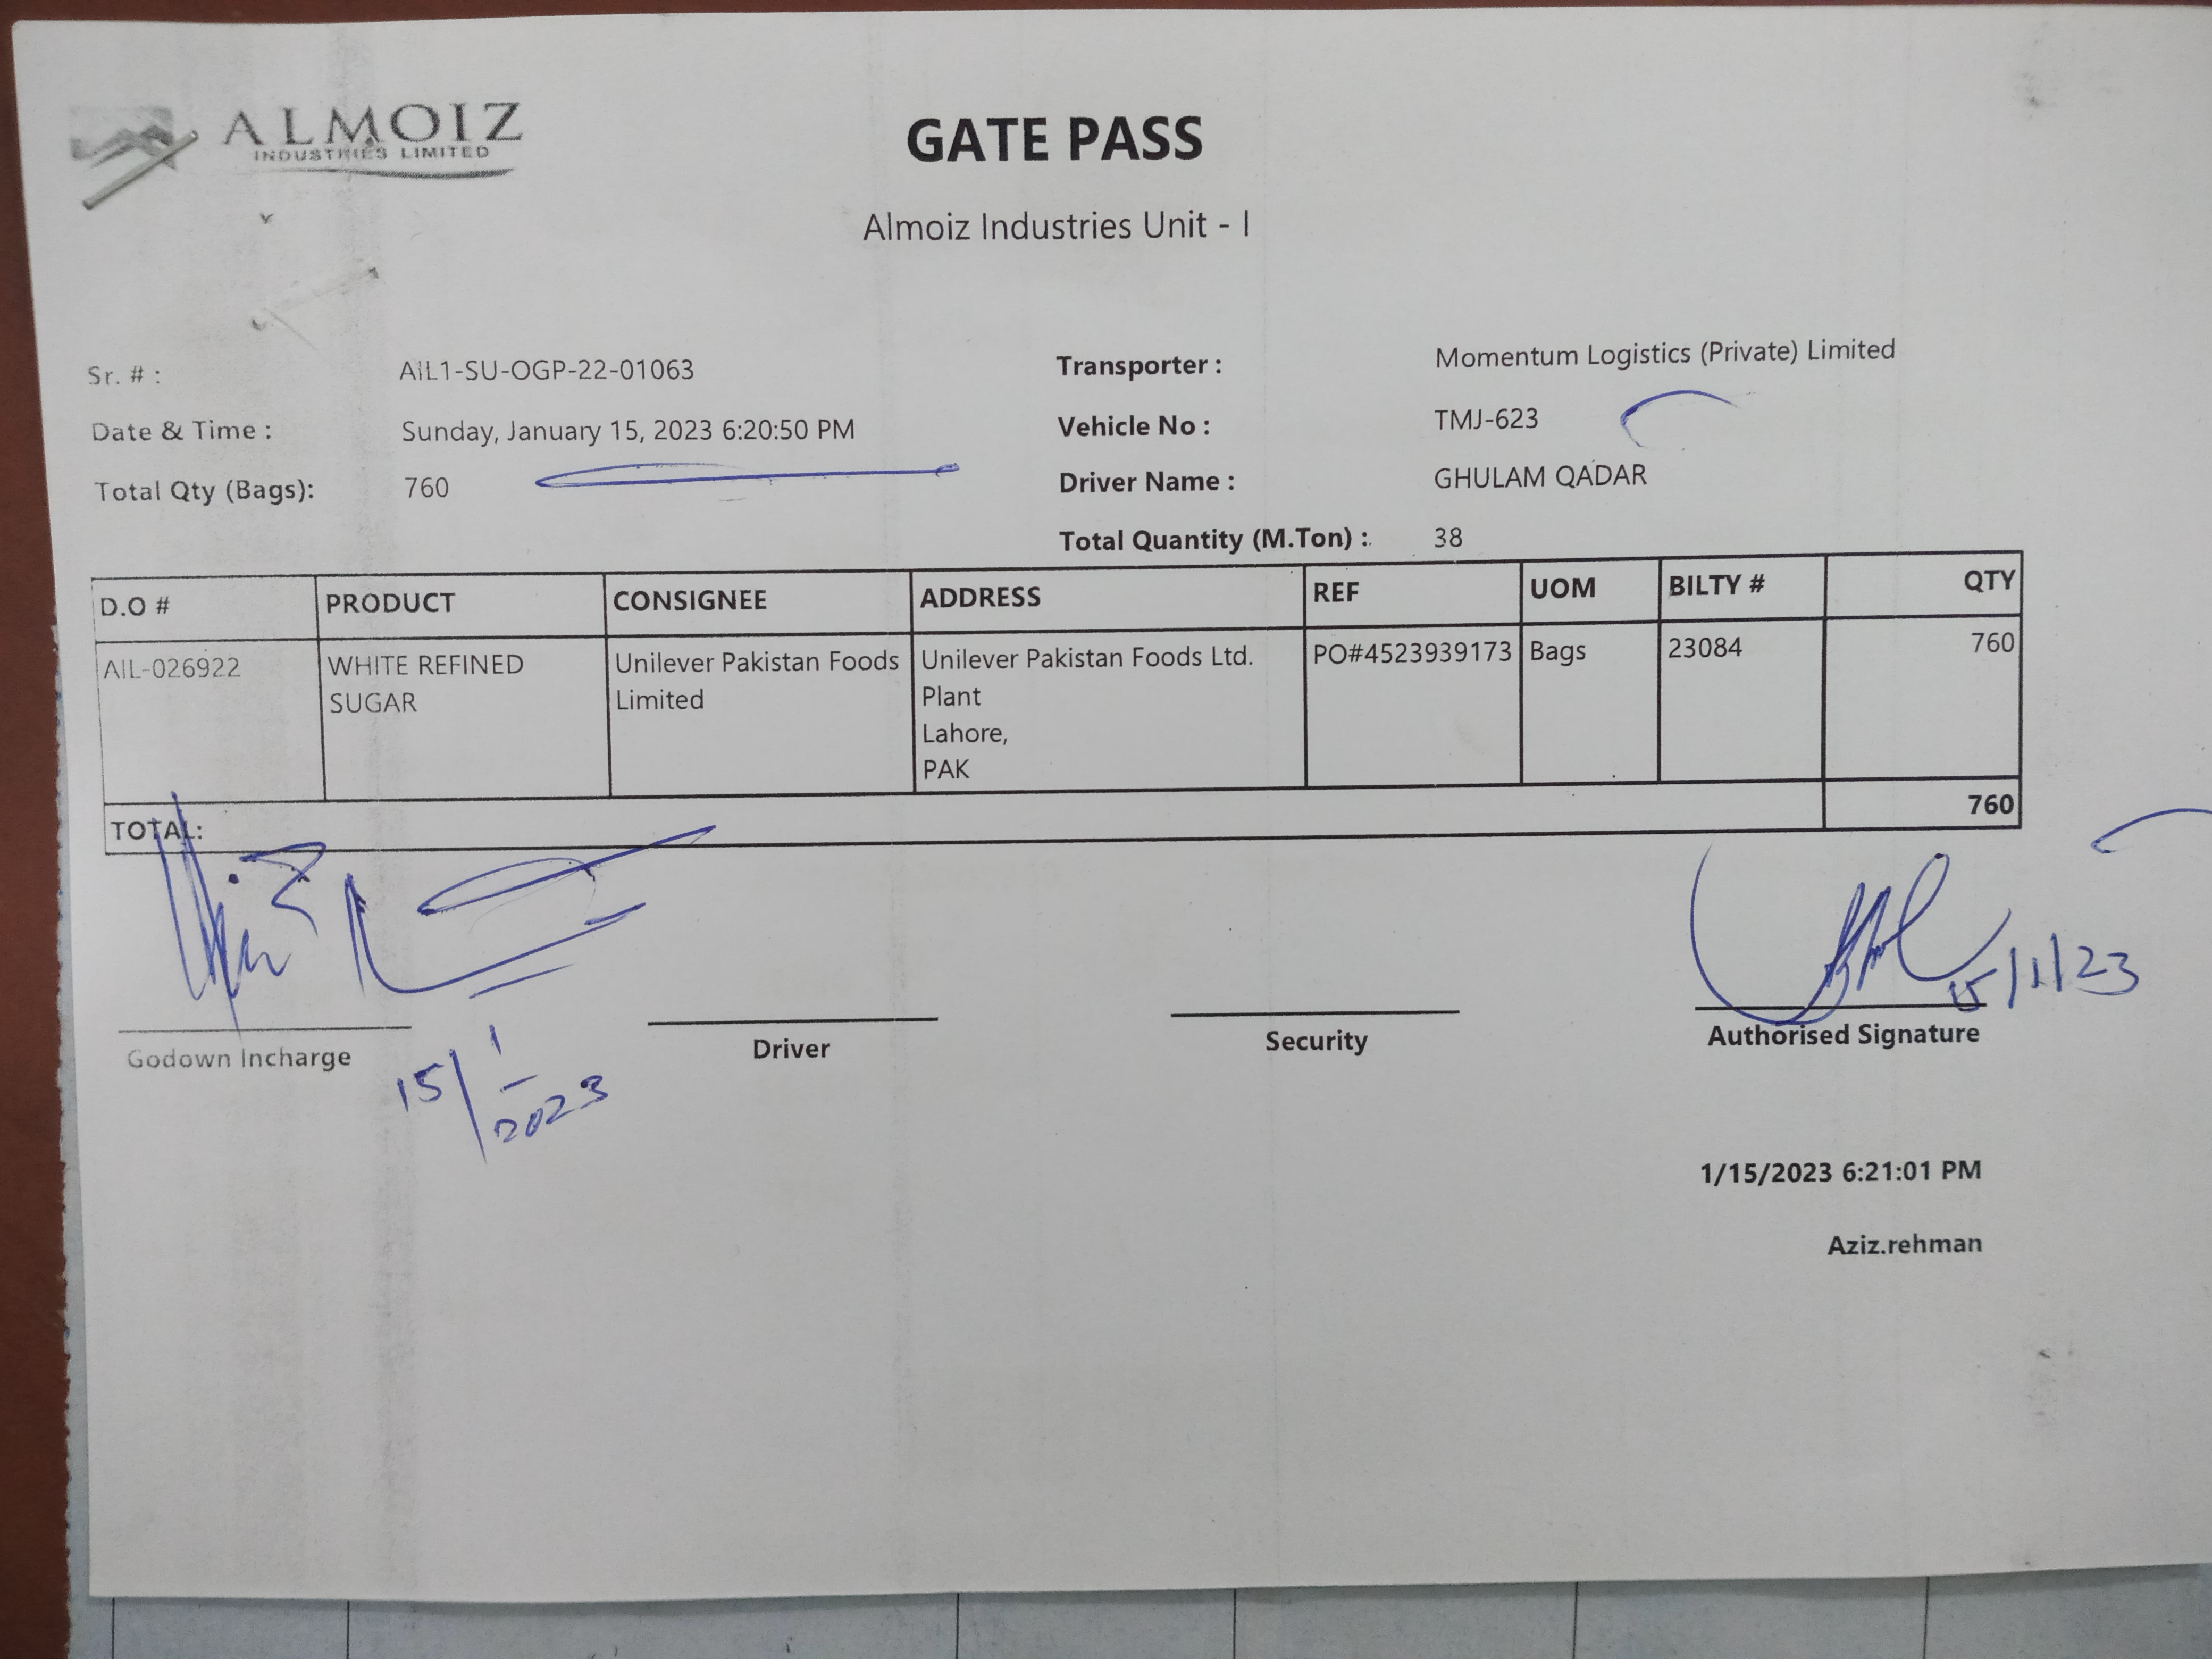 ALMOIZ
INDUSTRIES LIMITED
GATE PASS
Almoiz Industries Unit - I
Sr. # : AIL1-SU-OGP-22-01063 Transporter : Momentum Logistics (Private) Limited
Date & Time : Sunday, January 15, 2023 6:20:50 PM Vehicle No : TMJ-623
Total Qty (Bags): 760 Driver Name : GHULAM QADAR
Total Quantity (M.Ton) : 38
D.O # PRODUCT CONSIGNEE ADDRESS REF UOM BILTY # QTY
AIL-026922 WHITE REFINED Unilever Pakistan Foods Unilever Pakistan Foods Ltd. PO#4523939173 Bags 23084 760
SUGAR Limited Plant
Lahore,
PAK
TOTAL: 760
15/1/23
Godown Incharge Driver Security Authorised Signature
15/1/2023
1/15/2023 6:21:01 PM
Aziz.rehman